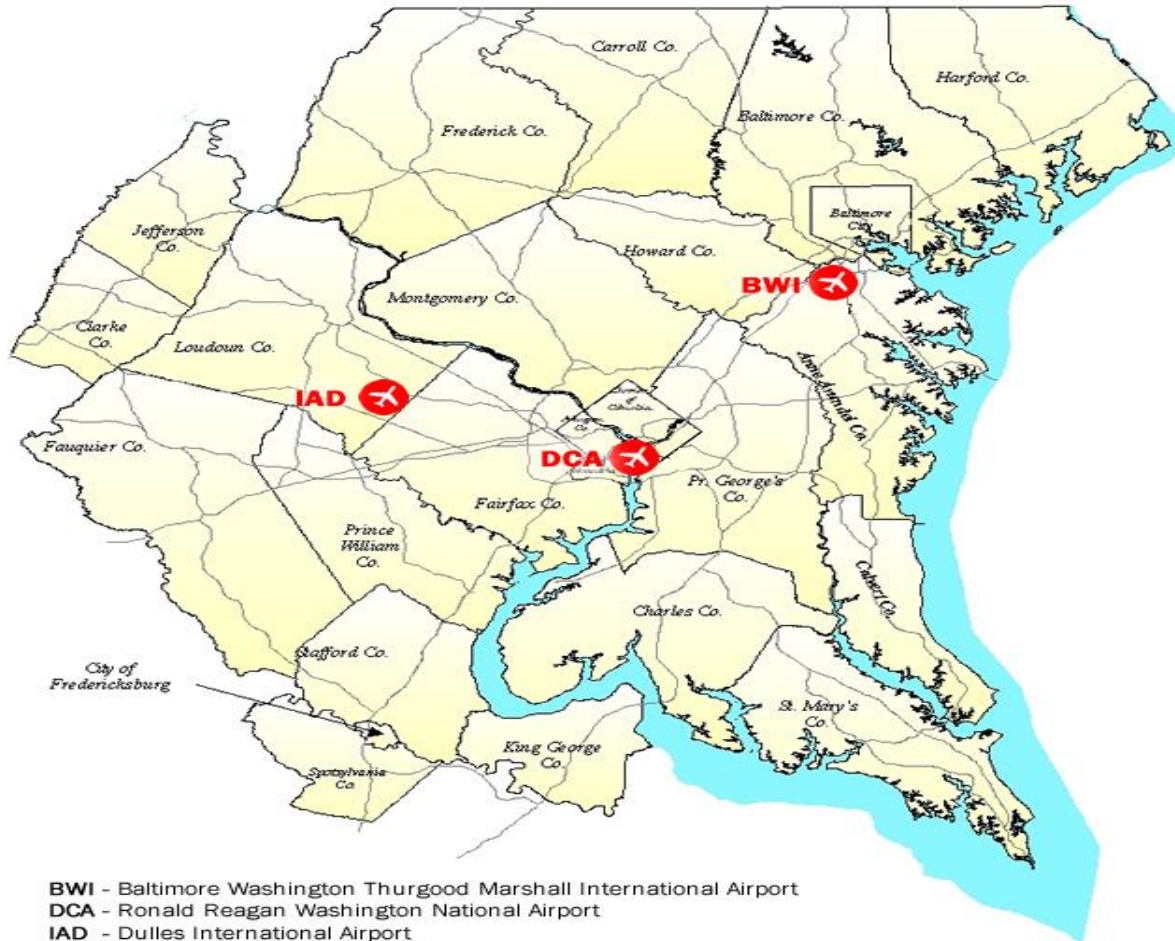 Carroll Co.
Harford Co.
Frederick Co.
Baltimore Co.
Baltimore
City
Jefferson
Co.
Howard Co.
BWI
Montgomery Co.
Clarke
Co.
Loudoun Co.
IAD
Anne Arundel Co.
Fauquier Co.
DCA
Pr. George's
Co.
Fairfax Co.
Prince
William
Co.
Calvert Co.
Charles Co.
Stafford Co.
City of
Fredericksburg
St. Mary's
Co.
King George
Co.
Spotsylvania
Co.
BWI - Baltimore Washington Thurgood Marshall International Airport
DCA - Ronald Reagan Washington National Airport
IAD - Dulles International Airport